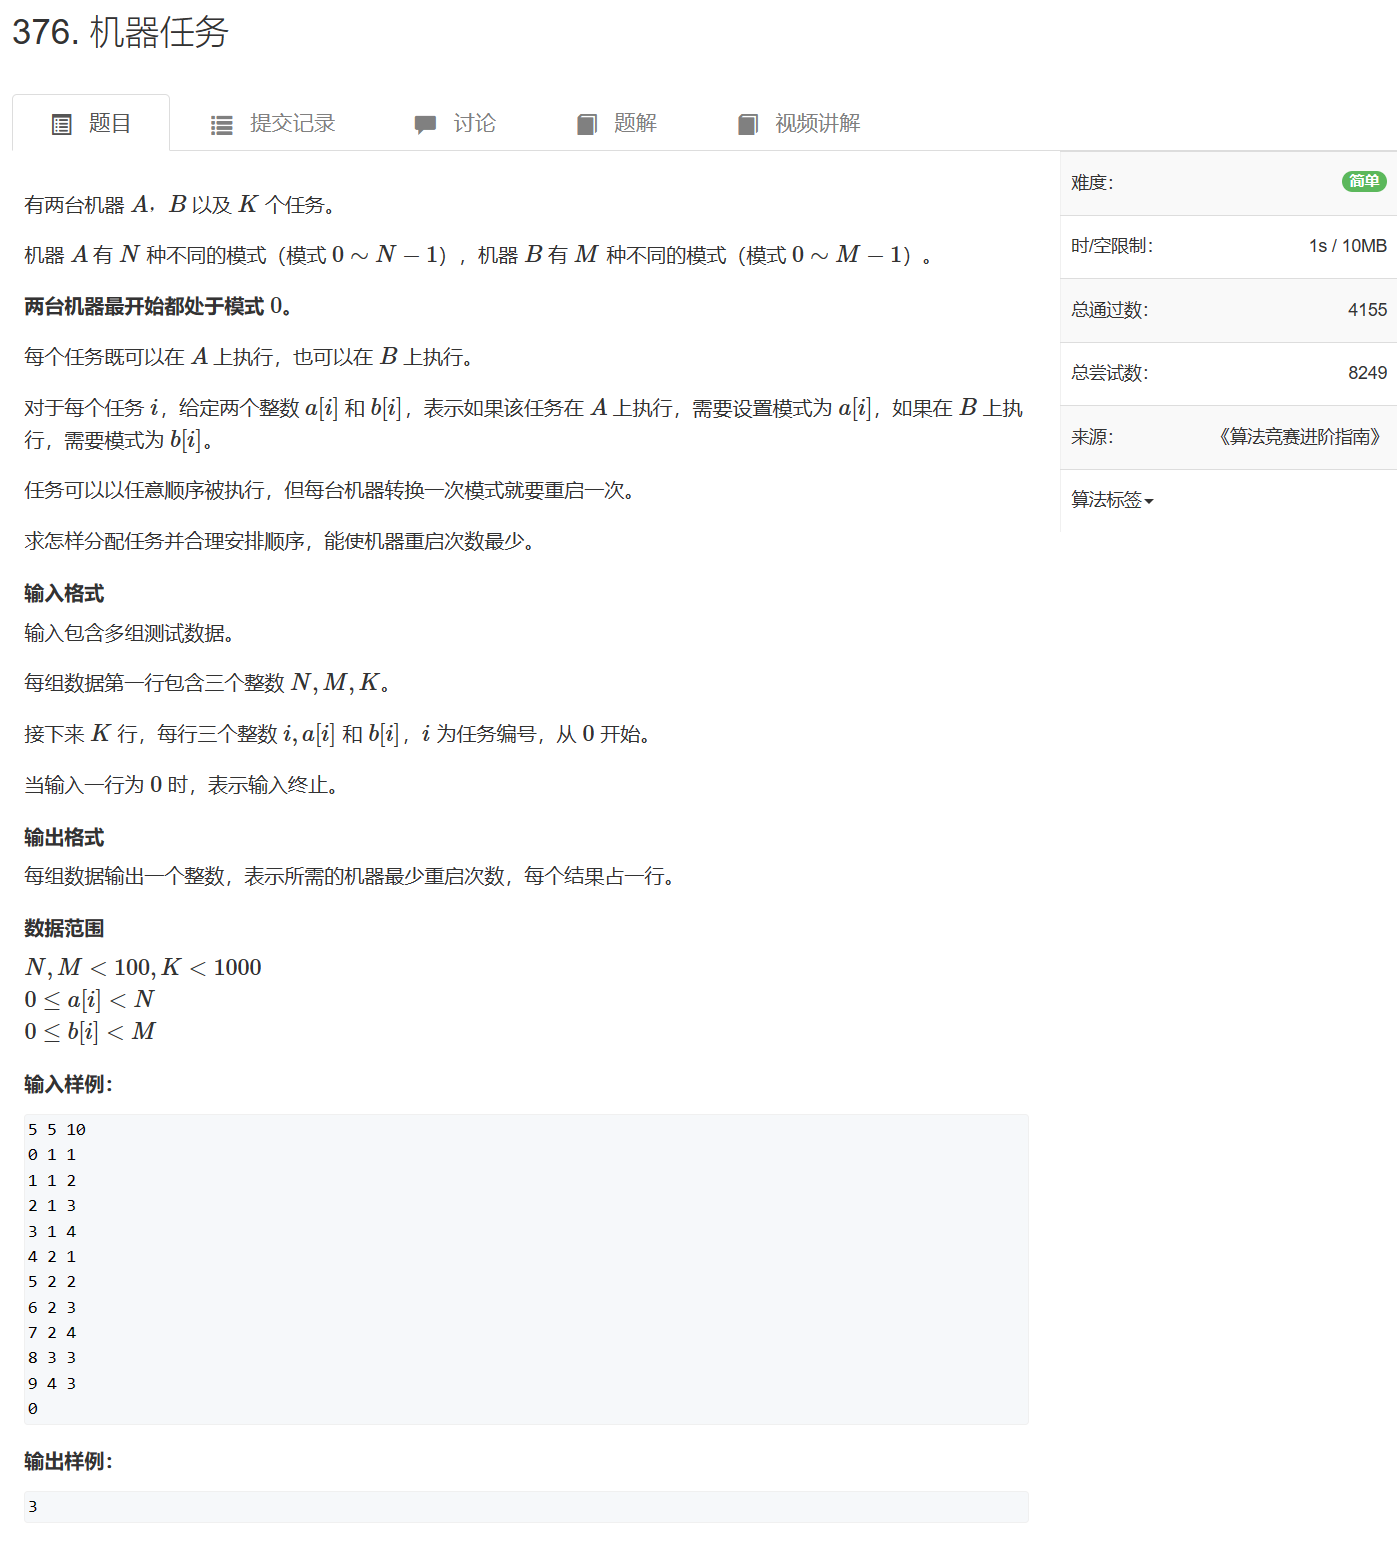 376. 机器任务
题目 提交记录 讨论 题解 视频讲解
有两台机器 A，B 以及 K 个任务。
机器 A 有 N 种不同的模式（模式 0 ∼ N − 1），机器 B 有 M 种不同的模式（模式 0 ∼ M − 1）。
两台机器最开始都处于模式 0。
每个任务既可以在 A 上执行，也可以在 B 上执行。
对于每个任务 i，给定两个整数 a[i] 和 b[i]，表示如果该任务在 A 上执行，需要设置模式为 a[i]，如果在 B 上执
行，需要模式为 b[i]。
任务可以以任意顺序被执行，但每台机器转换一次模式就要重启一次。
求怎样分配任务并合理安排顺序，能使机器重启次数最少。
输入格式
输入包含多组测试数据。
每组数据第一行包含三个整数 N, M, K。
接下来 K 行，每行三个整数 i, a[i] 和 b[i]，i 为任务编号，从 0 开始。
当输入一行为 0 时，表示输入终止。
输出格式
每组数据输出一个整数，表示所需的机器最少重启次数，每个结果占一行。
数据范围
N, M < 100, K < 1000
0 ≤ a[i] < N
0 ≤ b[i] < M
输入样例：
5 5 10
0 1 1
1 1 2
2 1 3
3 1 4
4 2 1
5 2 2
6 2 3
7 2 4
8 3 3
9 4 3
0
输出样例：
3
难度： 简单
时/空限制： 1s / 10MB
总通过数： 4155
总尝试数： 8249
来源： 《算法竞赛进阶指南》
算法标签